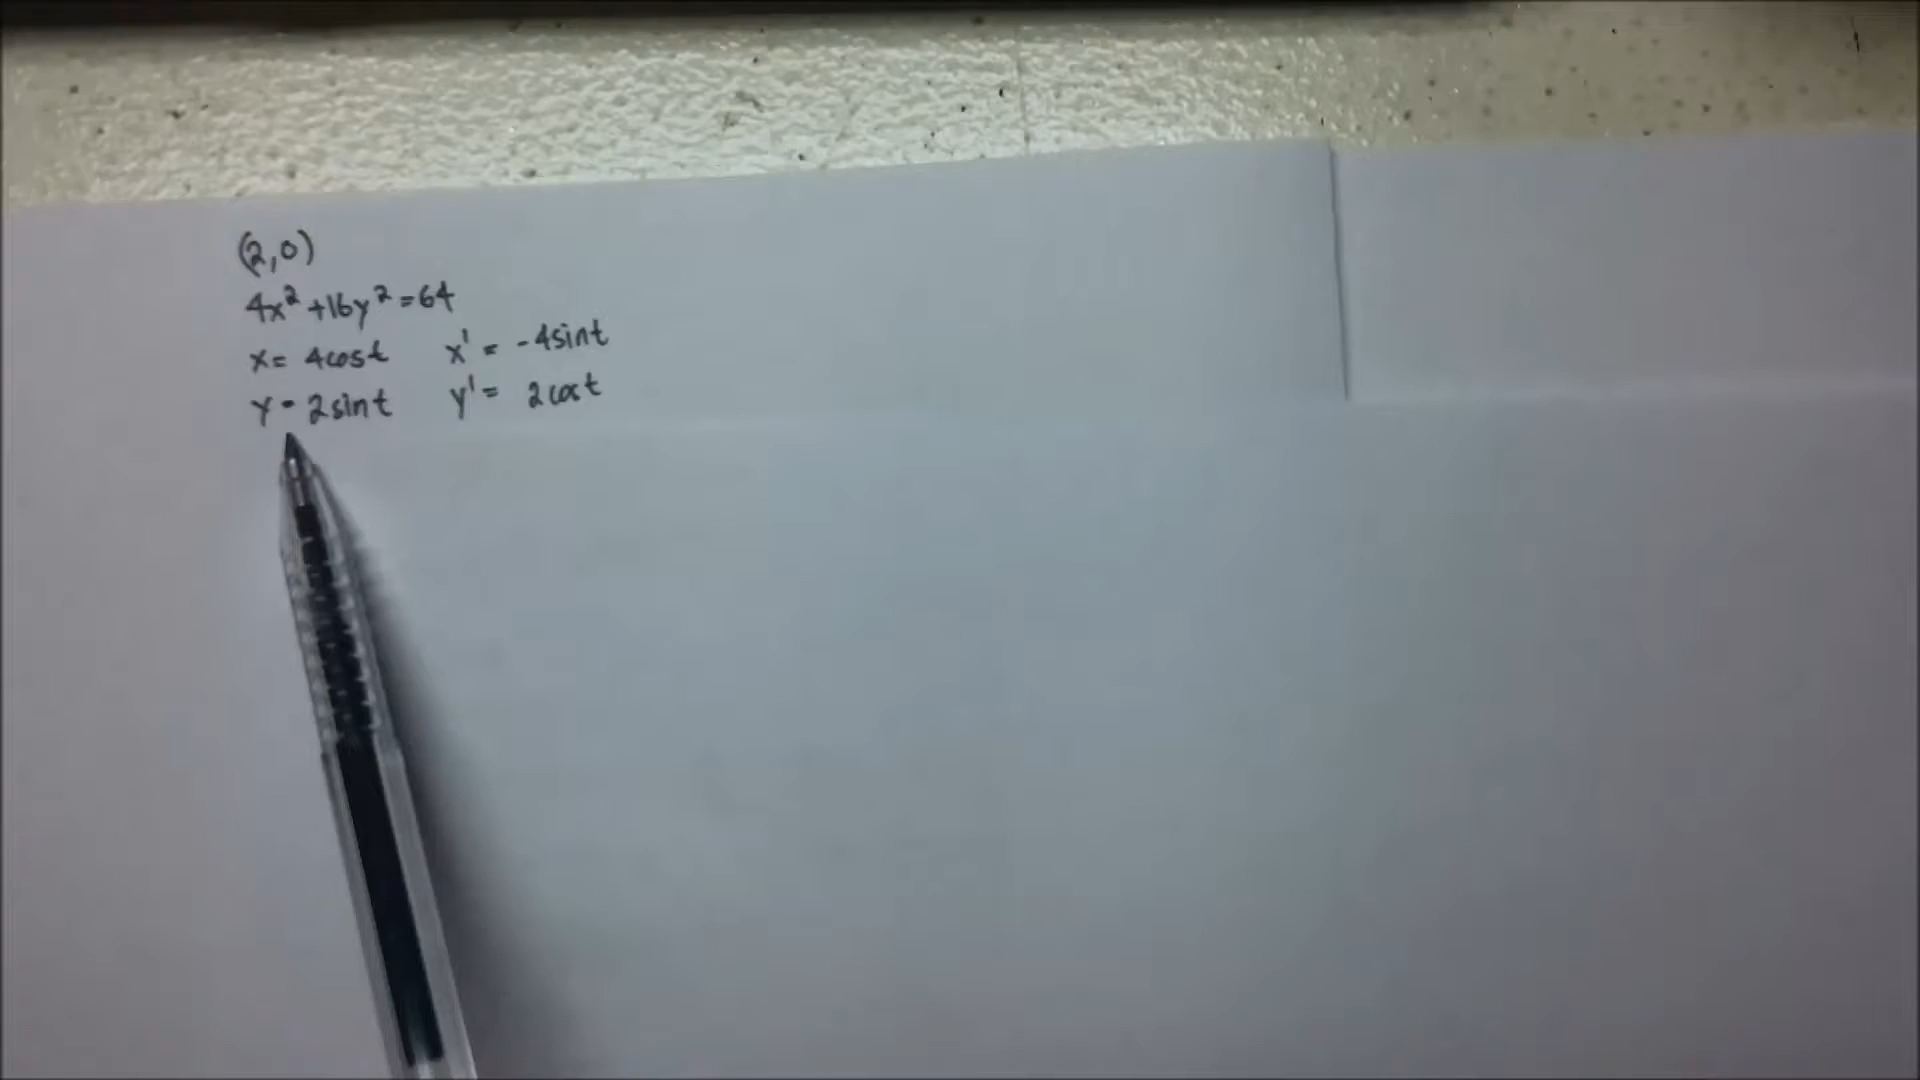 (2,0)
4x² +16y² =64
x= 4cost x' = -4sint
y = 2sint y' = 2cost